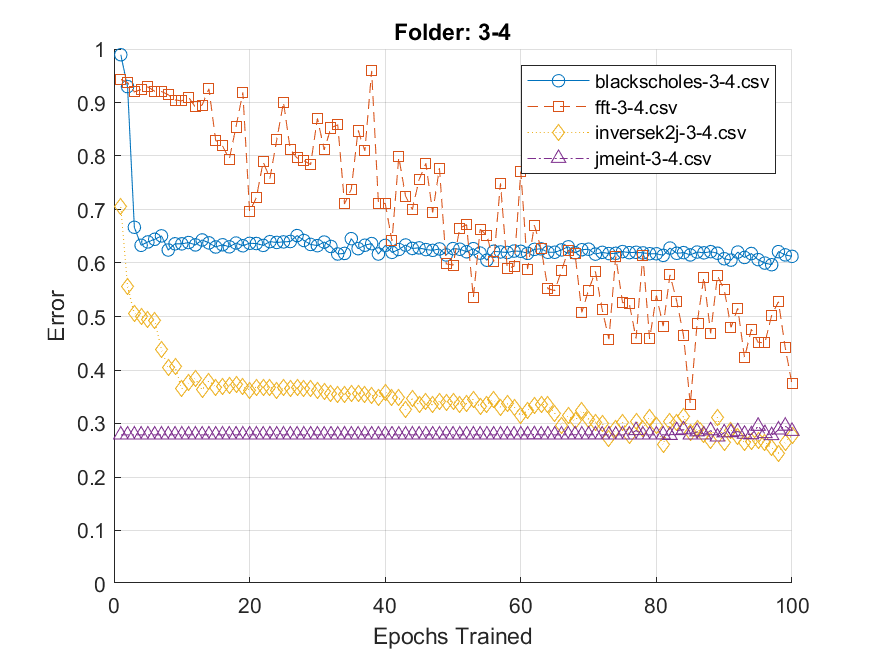 Folder: 3-4
1
0.9
0.8
0.7
0.6
0.5
0.4
0.3
0.2
0.1
0
Error
blackscholes-3-4.csv
fft-3-4.csv
inversek2j-3-4.csv
jmeint-3-4.csv
0 20 40 60 80 100
Epochs Trained